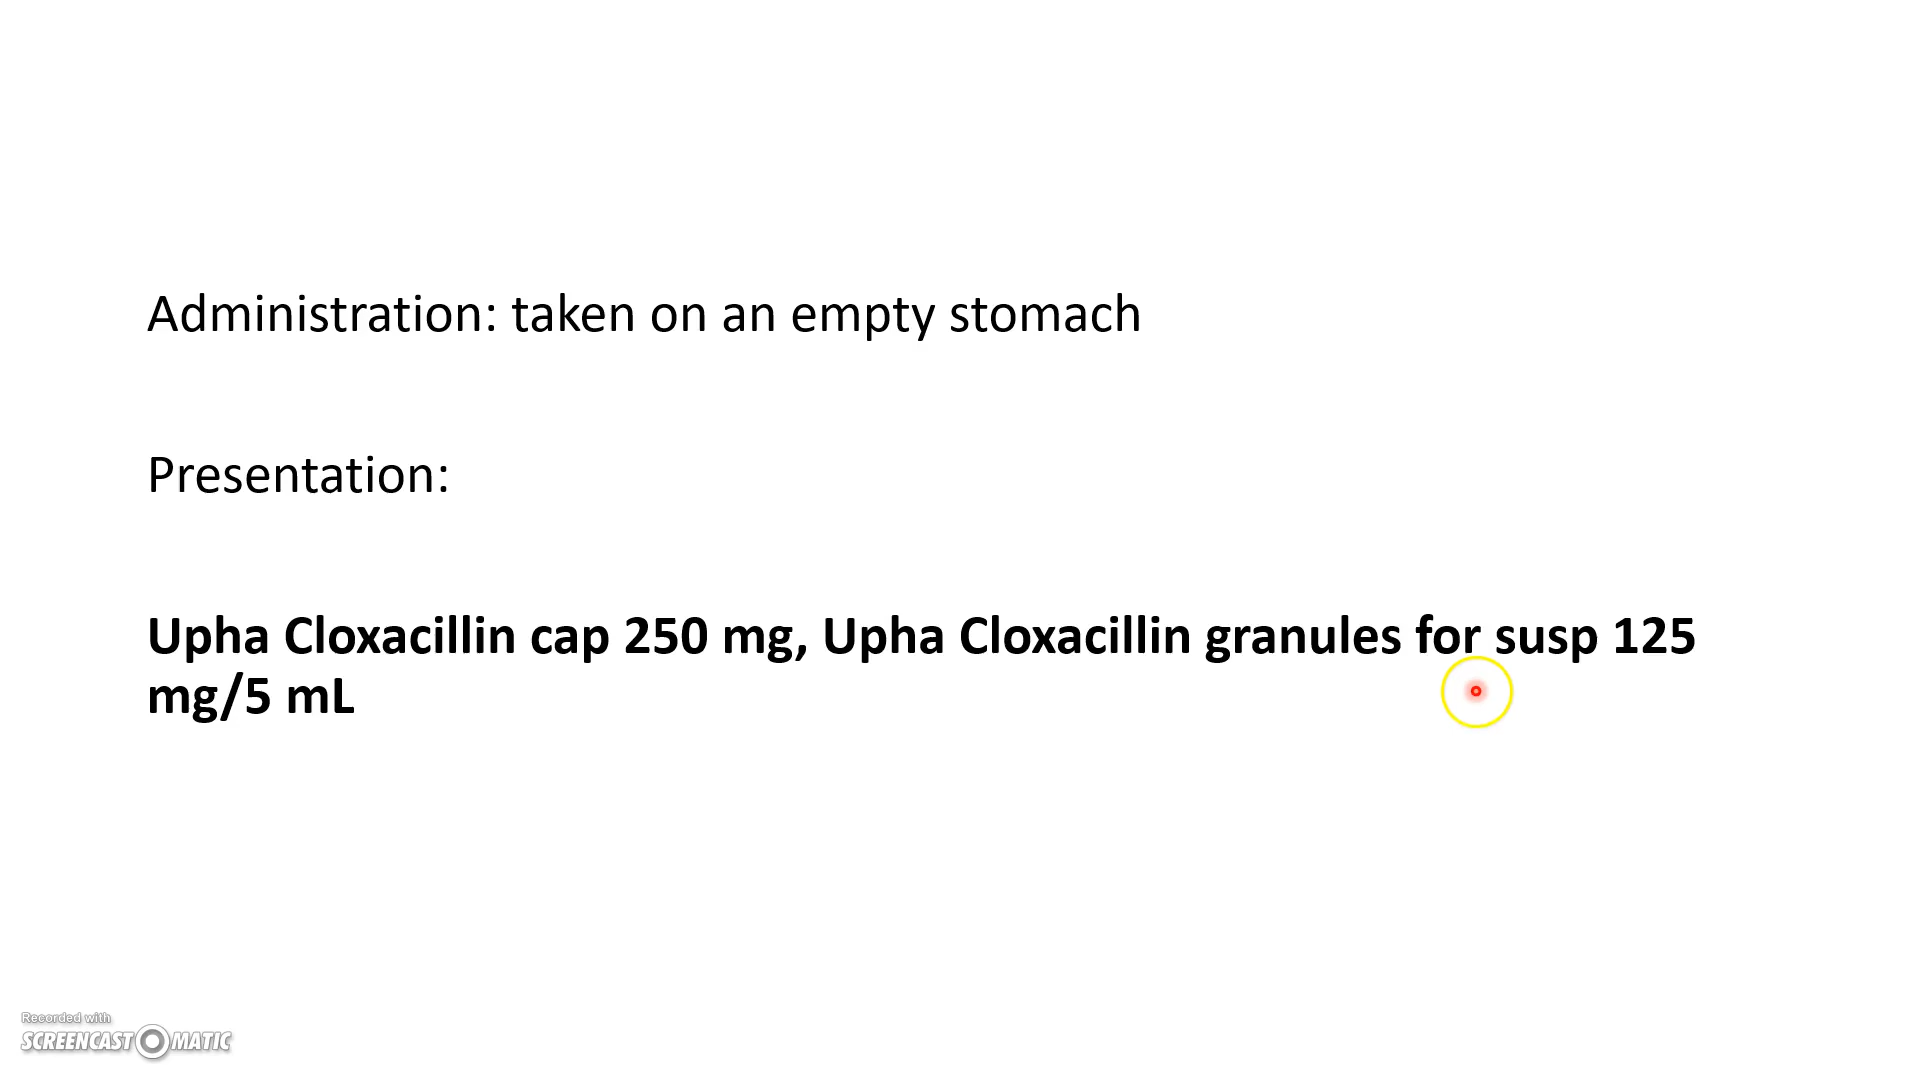 Administration: taken on an empty stomach
Presentation:
Upha Cloxacillin cap 250 mg, Upha Cloxacillin granules for susp 125
mg/5 mL
Recorded with
SCREENCAST MATIC